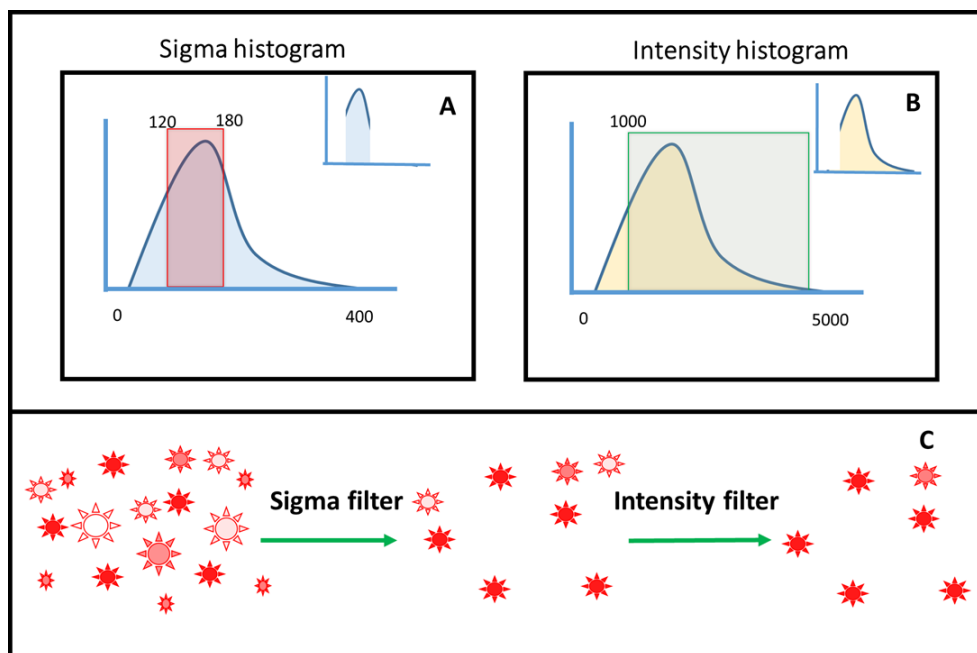 Sigma histogram
A
120
180
0
400
Intensity histogram
B
1000
0
5000
C
Sigma filter
Intensity filter